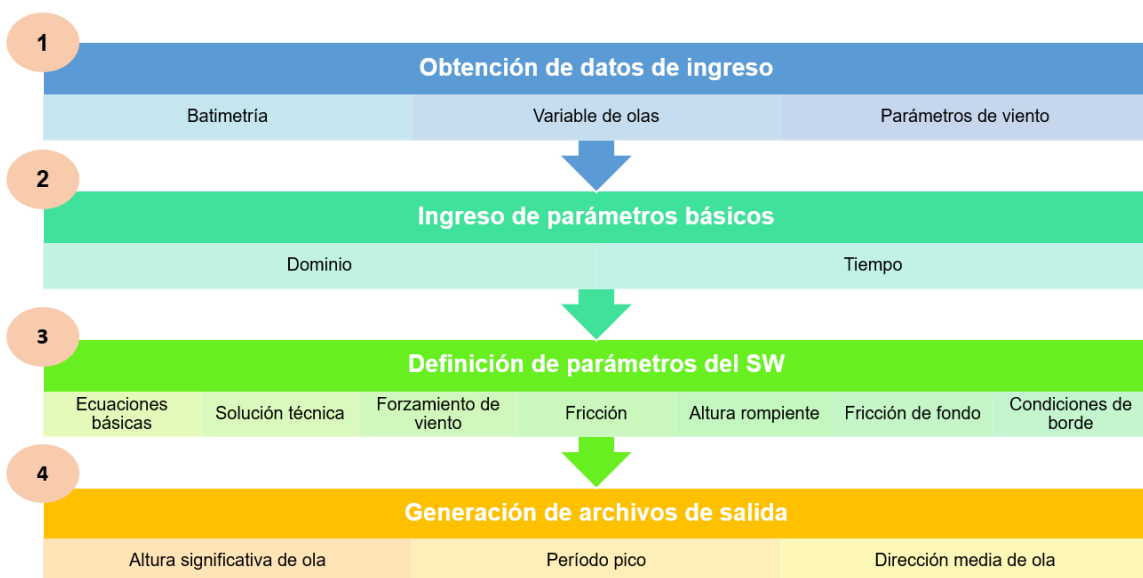 1
Obtención de datos de ingreso
Batimetría
Variable de olas
Parámetros de viento
2
Ingreso de parámetros básicos
Dominio
Tiempo
3
Definición de parámetros del SW
Ecuaciones
básicas
Solución técnica
Forzamiento de
viento
Fricción
Altura rompiente
Fricción de fondo
Condiciones de
borde
4
Generación de archivos de salida
Altura significativa de ola
Período pico
Dirección media de ola